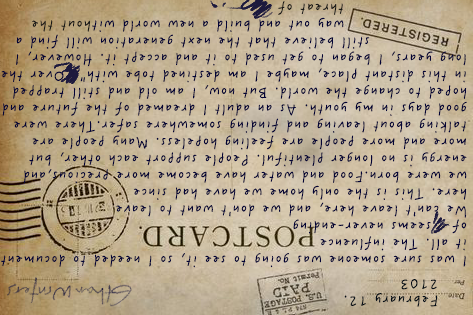 Date
February 12.
2103
Per
U.S. POSTAGE
PAID
Permit No.
Ethan Winters
I was sure someone was going to see it, so I needed to document
it all. The influence
of seems never-ending
POSTCARD.
We can't leave here, and we don't want to leave
here. This is the only home we have had since
we were born.Food and water have become more precious,and
energy is no longer plentiful. People support each other, but
more and more people are feeling hopeless. Many people are
talking about leaving and finding somewhere safer. There were
good days in my youth. As an adult I dreamed of the future and
hoped to change the world. But now, I am old and still trapped
in this distant place, maybe I am destined tobe with" over the
long years, I began to get used to it and accept it. However, I
still believe that the next generation will find a
way out and build a new world without the
threat of
REGISTERED.